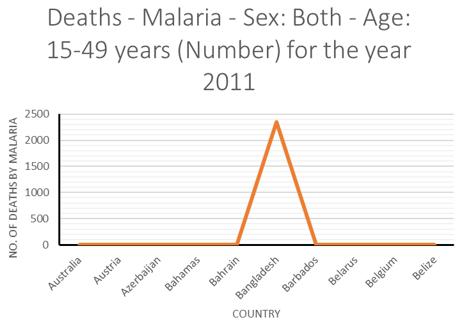 Deaths - Malaria - Sex: Both - Age:
15-49 years (Number) for the year
2011
NO. OF DEATHS BY MALARIA
2500
2000
1500
1000
500
0
Australia
Austria
Azerbaijan
Bahamas
Bahrain
Bangladesh
Barbados
Belarus
Belgium
Belize
COUNTRY